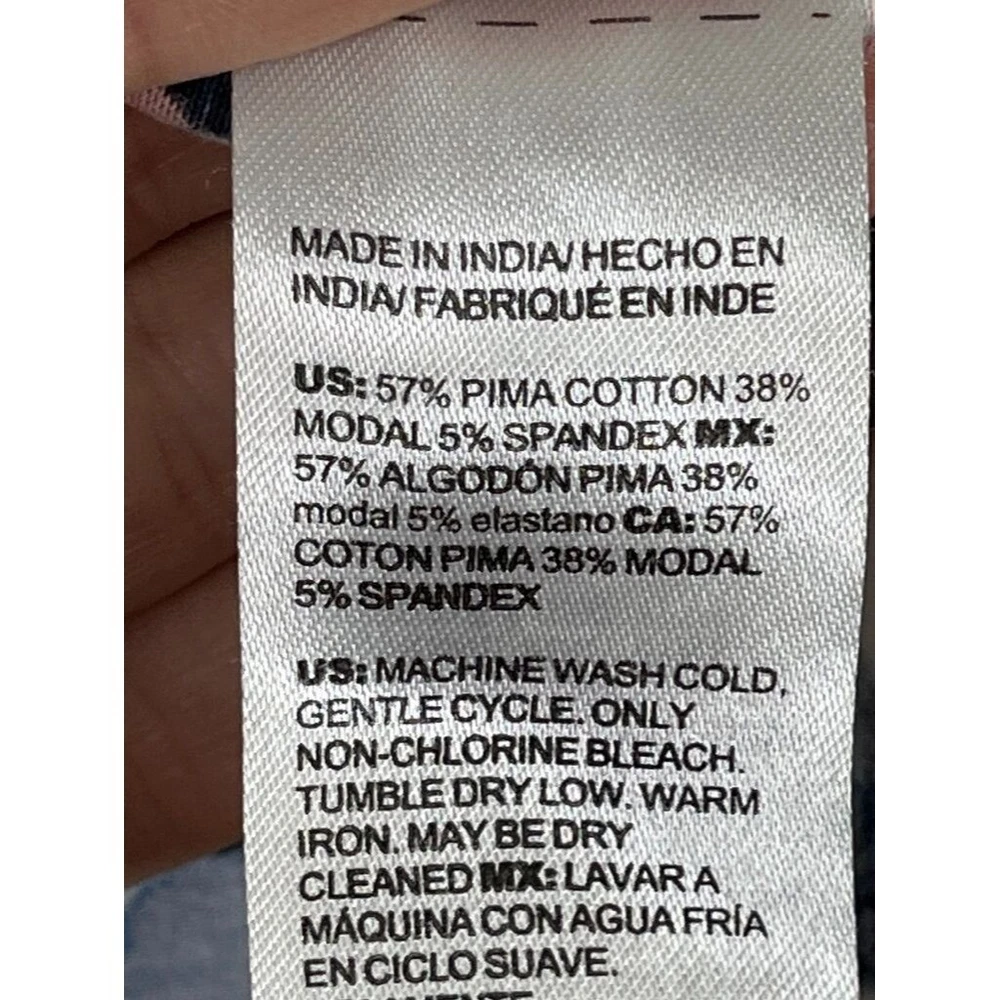 MADE IN INDIA/ HECHO EN
INDIA/ FABRIQUÉ EN INDE
US: 57% PIMA COTTON 38%
MODAL 5% SPANDEX MX:
57% ALGODÓN PIMA 38%
modal 5% elastano CA: 57%
COTON PIMA 38% MODAL
5% SPANDEX
US: MACHINE WASH COLD,
GENTLE CYCLE. ONLY
NON-CHLORINE BLEACH.
TUMBLE DRY LOW. WARM
IRON. MAY BE DRY
CLEANED MX: LAVAR A
MÁQUINA CON AGUA FRÍA
EN CICLO SUAVE.